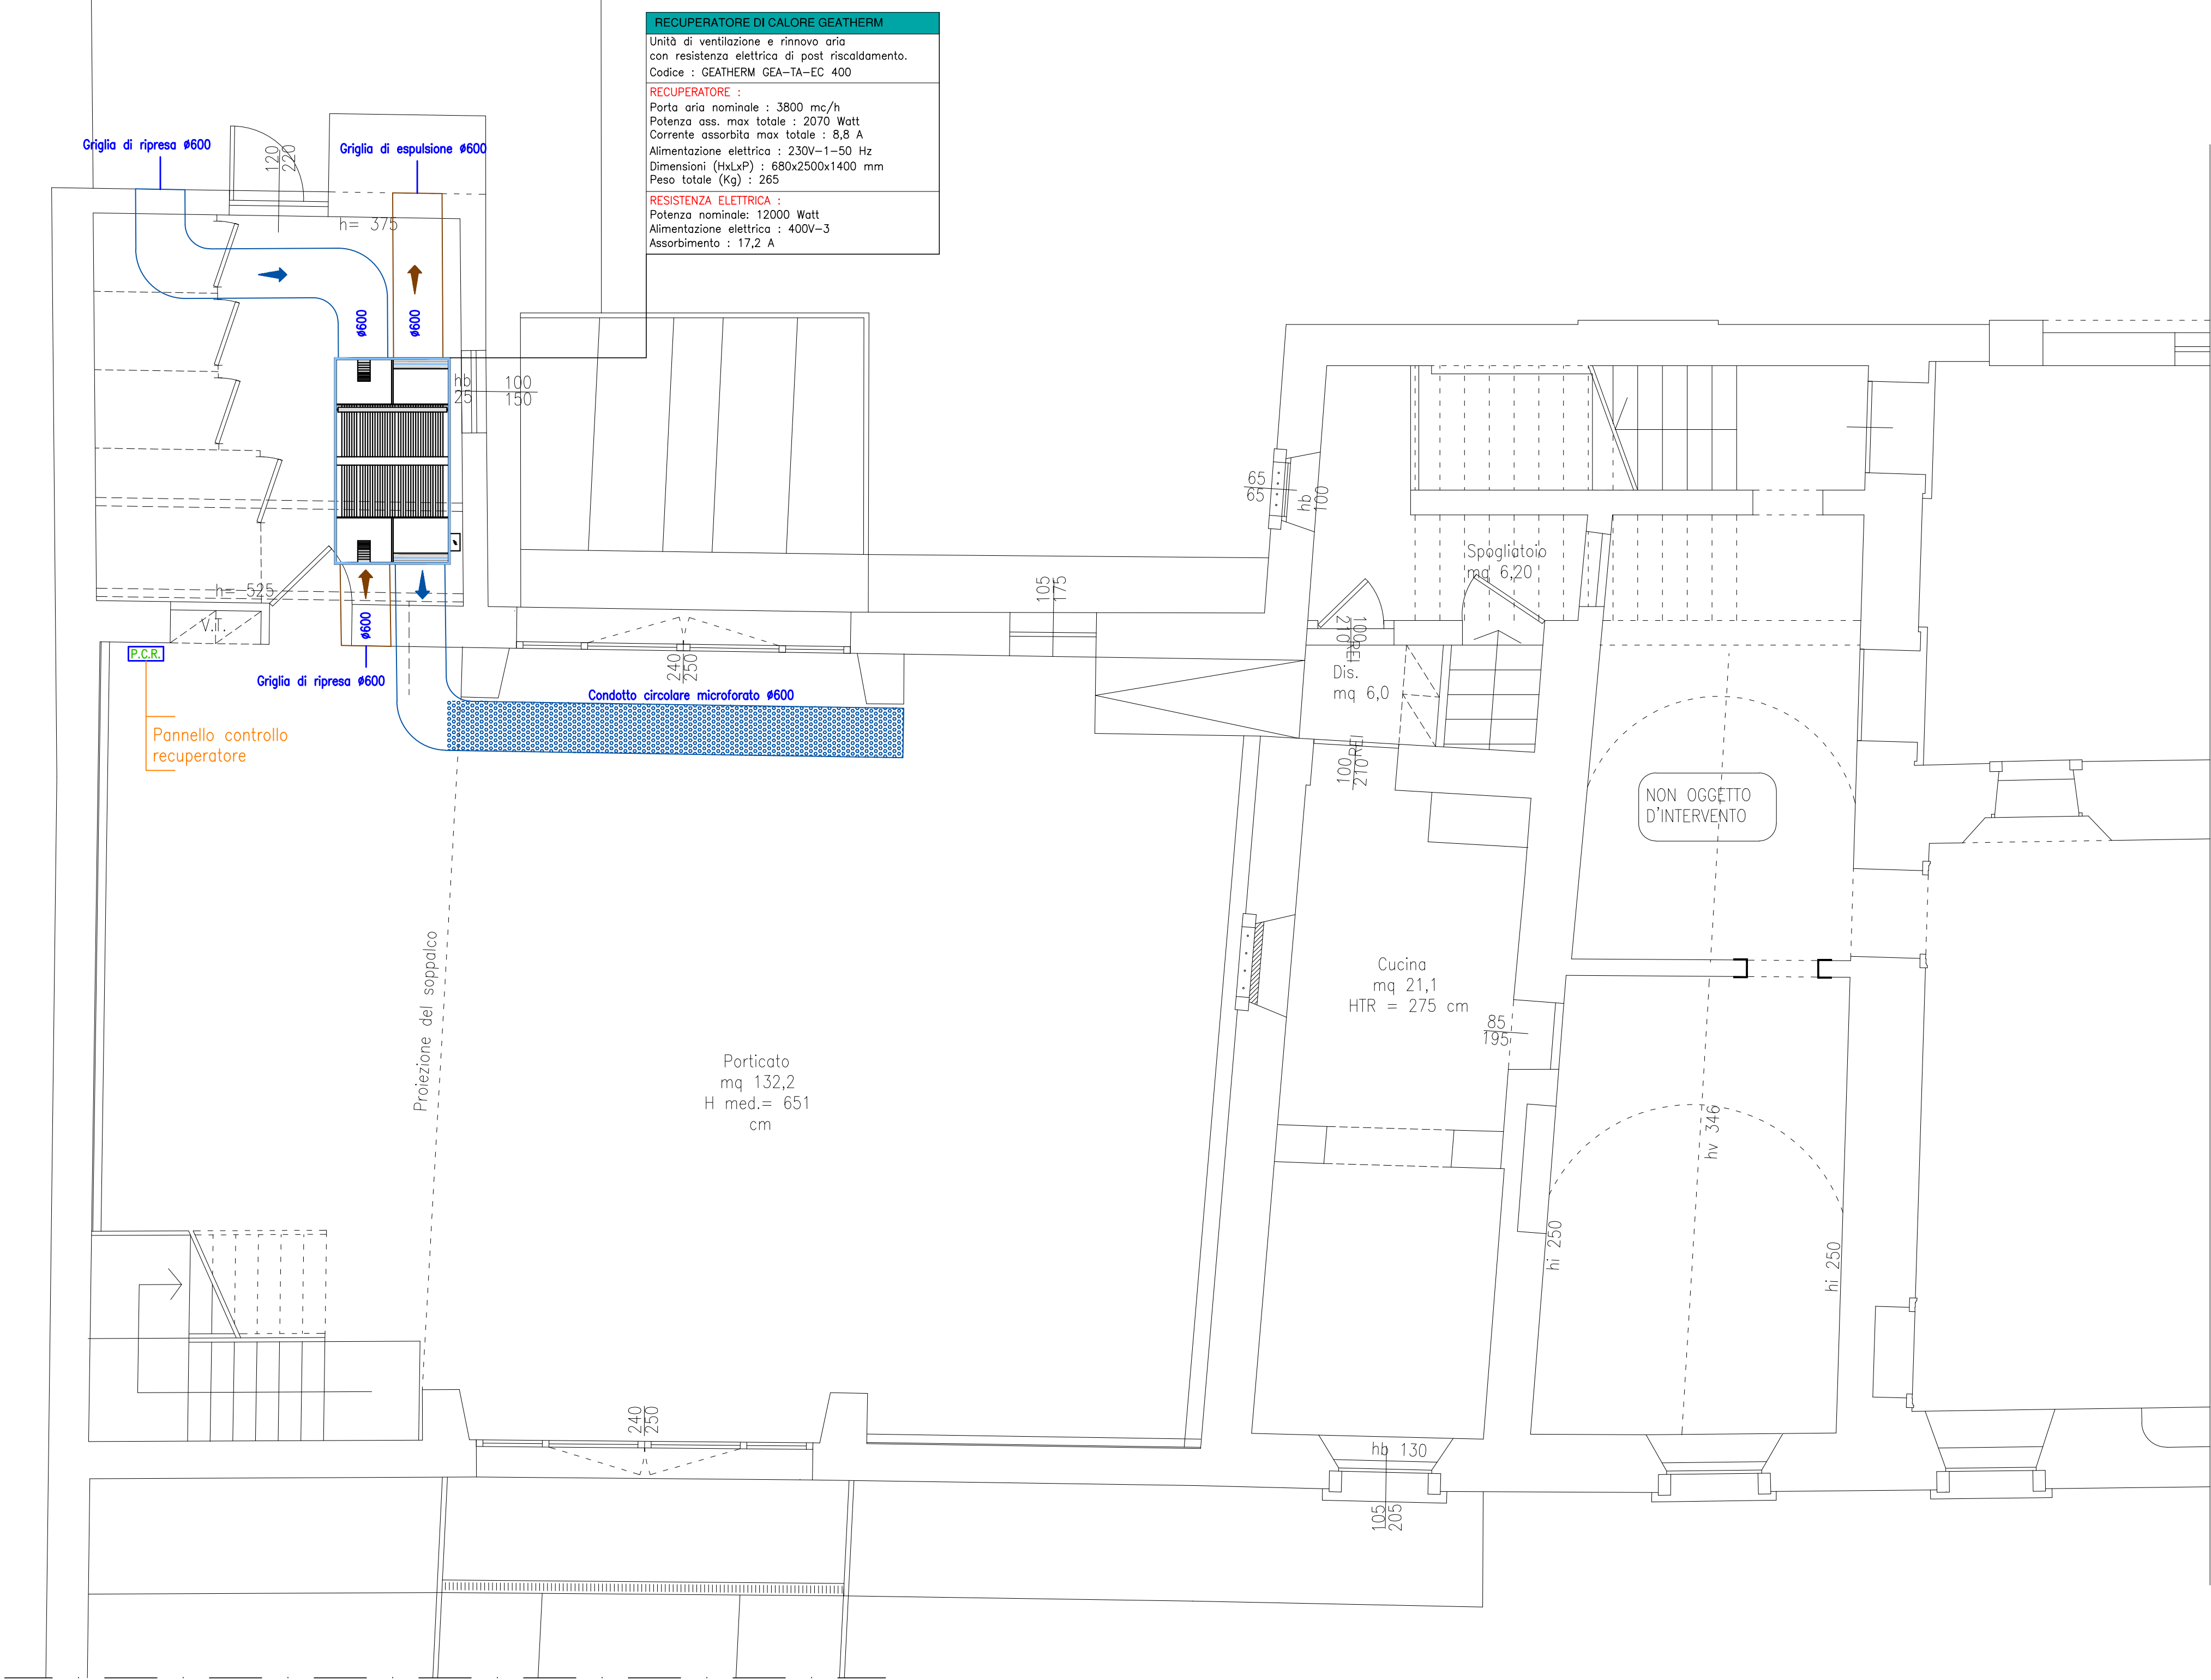 RECUPERATORE DI CALORE GEATHERM
Unità di ventilazione e rinnovo aria
con resistenza elettrica di post riscaldamento.
Codice : GEATHERM GEA-TA-EC 400
RECUPERATORE :
Porta aria nominale : 3800 mc/h
Potenza ass. max totale : 2070 Watt
Corrente assorbita max totale : 8,8 A
Alimentazione elettrica : 230V-1-50 Hz
Dimensioni (HxLxP) : 680x2500x1400 mm
Peso totale (Kg) : 265
RESISTENZA ELETTRICA :
Potenza nominale: 12000 Watt
Alimentazione elettrica : 400V-3
Assorbimento : 17,2 A
Griglia di ripresa ø600
120
220
Griglia di espulsione ø600
h= 375
ø600
ø600
hb
25
100
150
65
65
hb
100
Spogliatoio
mq 6,20
h= 525
V.T.
ø600
105
175
P.C.R.
Griglia di ripresa ø600
240
250
Condotto circolare microforato ø600
100 REI
210
Dis.
mq 6,0
Pannello controllo
recuperatore
100 REI
210
NON OGGETTO
D'INTERVENTO
Proiezione del soppalco
Cucina
mq 21,1
HTR = 275 cm
85
195
Porticato
mq 132,2
H med.= 651
cm
hv 346
hi 250
hi 250
240
250
hb 130
105
205